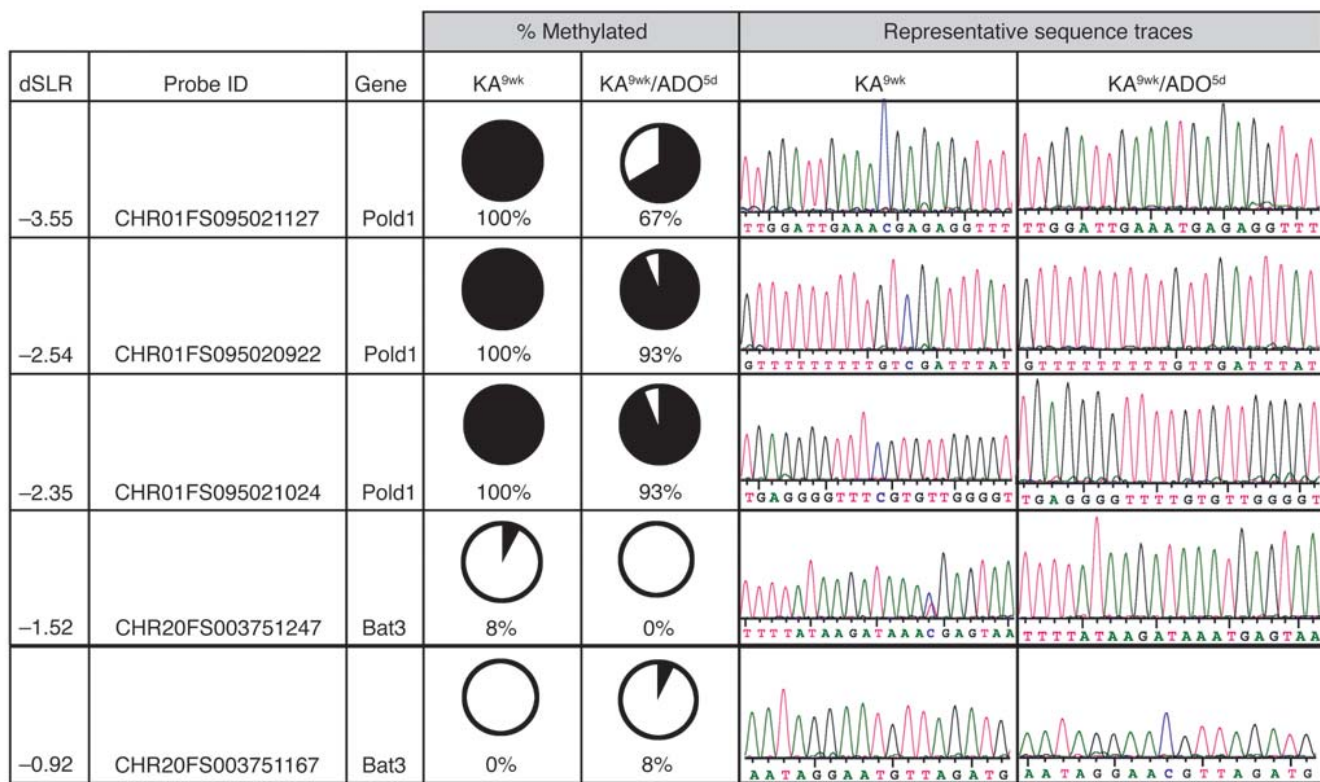 % Methylated Representative sequence traces
dSLR Probe ID Gene KA9wk KA9wk/ADO5d KA9wk KA9wk/ADO5d
−3.55 CHR01FS095021127 Pold1 100% 67%
TTGGATTGAAACGAGAGGTTT TTGGATTGAAATGAGAGGTTT
−2.54 CHR01FS095020922 Pold1 100% 93%
GTTTTTTTTTTGTCGATTTAT GTTTTTTTTTTGTTGATTTAT
−2.35 CHR01FS095021024 Pold1 100% 93%
TGAGGGGTTTCGTGTTGGGGT TGAGGGGTTTTGTGTTGGGGT
−1.52 CHR20FS003751247 Bat3 8% 0%
TTTTATAAGATAAACGAGTAA TTTTATAAGATAAATGAGTAA
−0.92 CHR20FS003751167 Bat3 0% 8%
AATAGGAATGTTAGATG AATAGGAACGTTAGATG